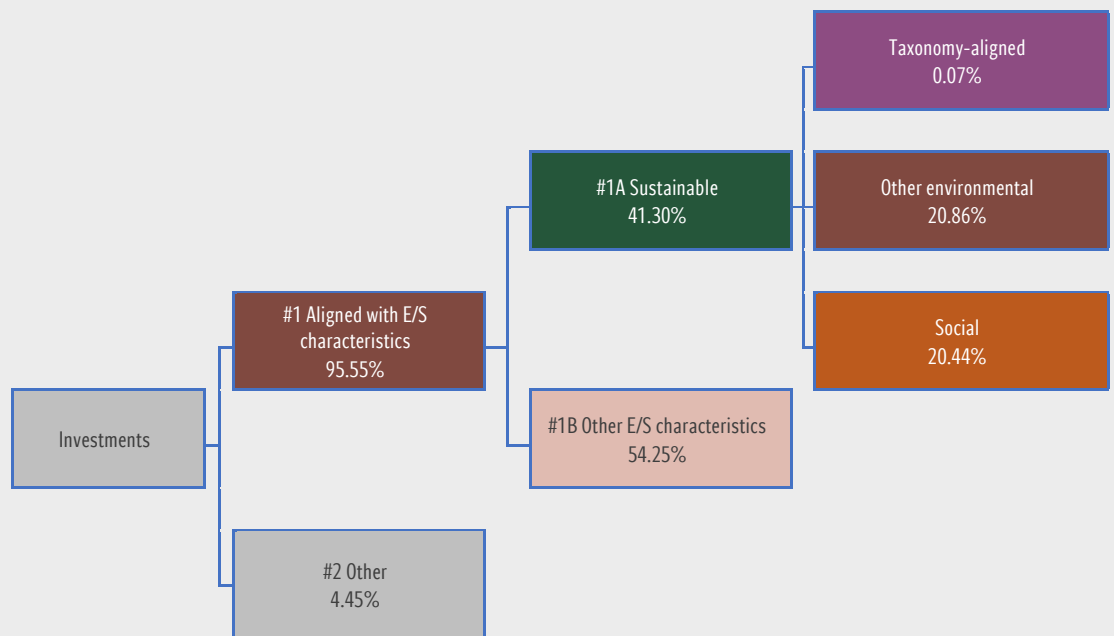 Taxonomy-aligned
0.07%
#1A Sustainable
41.30%
Other environmental
20.86%
#1 Aligned with E/S
characteristics
95.55%
Social
20.44%
Investments
#1B Other E/S characteristics
54.25%
#2 Other
4.45%